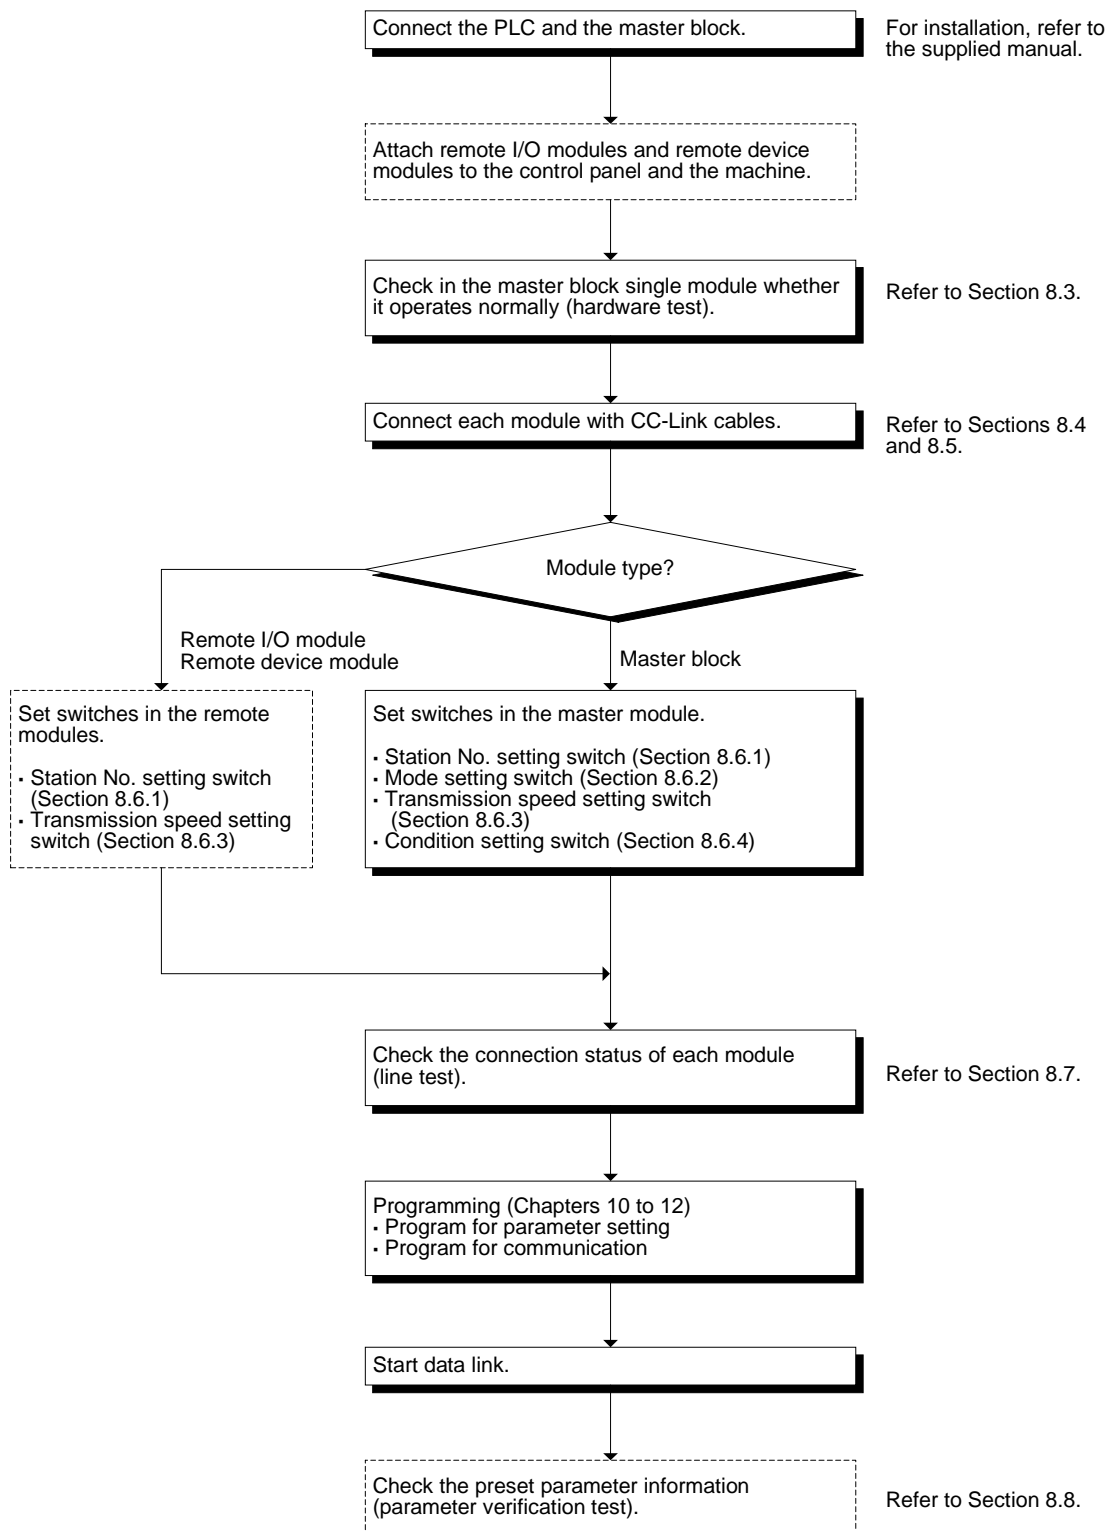 Connect the PLC and the master block.
For installation, refer to
the supplied manual.
Attach remote I/O modules and remote device
modules to the control panel and the machine.
Check in the master block single module whether
it operates normally (hardware test).
Refer to Section 8.3.
Connect each module with CC-Link cables.
Refer to Sections 8.4
and 8.5.
Module type?
Remote I/O module
Remote device module
Master block
Set switches in the remote
modules.
· Station No. setting switch
(Section 8.6.1)
· Transmission speed setting
switch (Section 8.6.3)
Set switches in the master module.
· Station No. setting switch (Section 8.6.1)
· Mode setting switch (Section 8.6.2)
· Transmission speed setting switch
(Section 8.6.3)
· Condition setting switch (Section 8.6.4)
Check the connection status of each module
(line test).
Refer to Section 8.7.
Programming (Chapters 10 to 12)
· Program for parameter setting
· Program for communication
Start data link.
Check the preset parameter information
(parameter verification test).
Refer to Section 8.8.